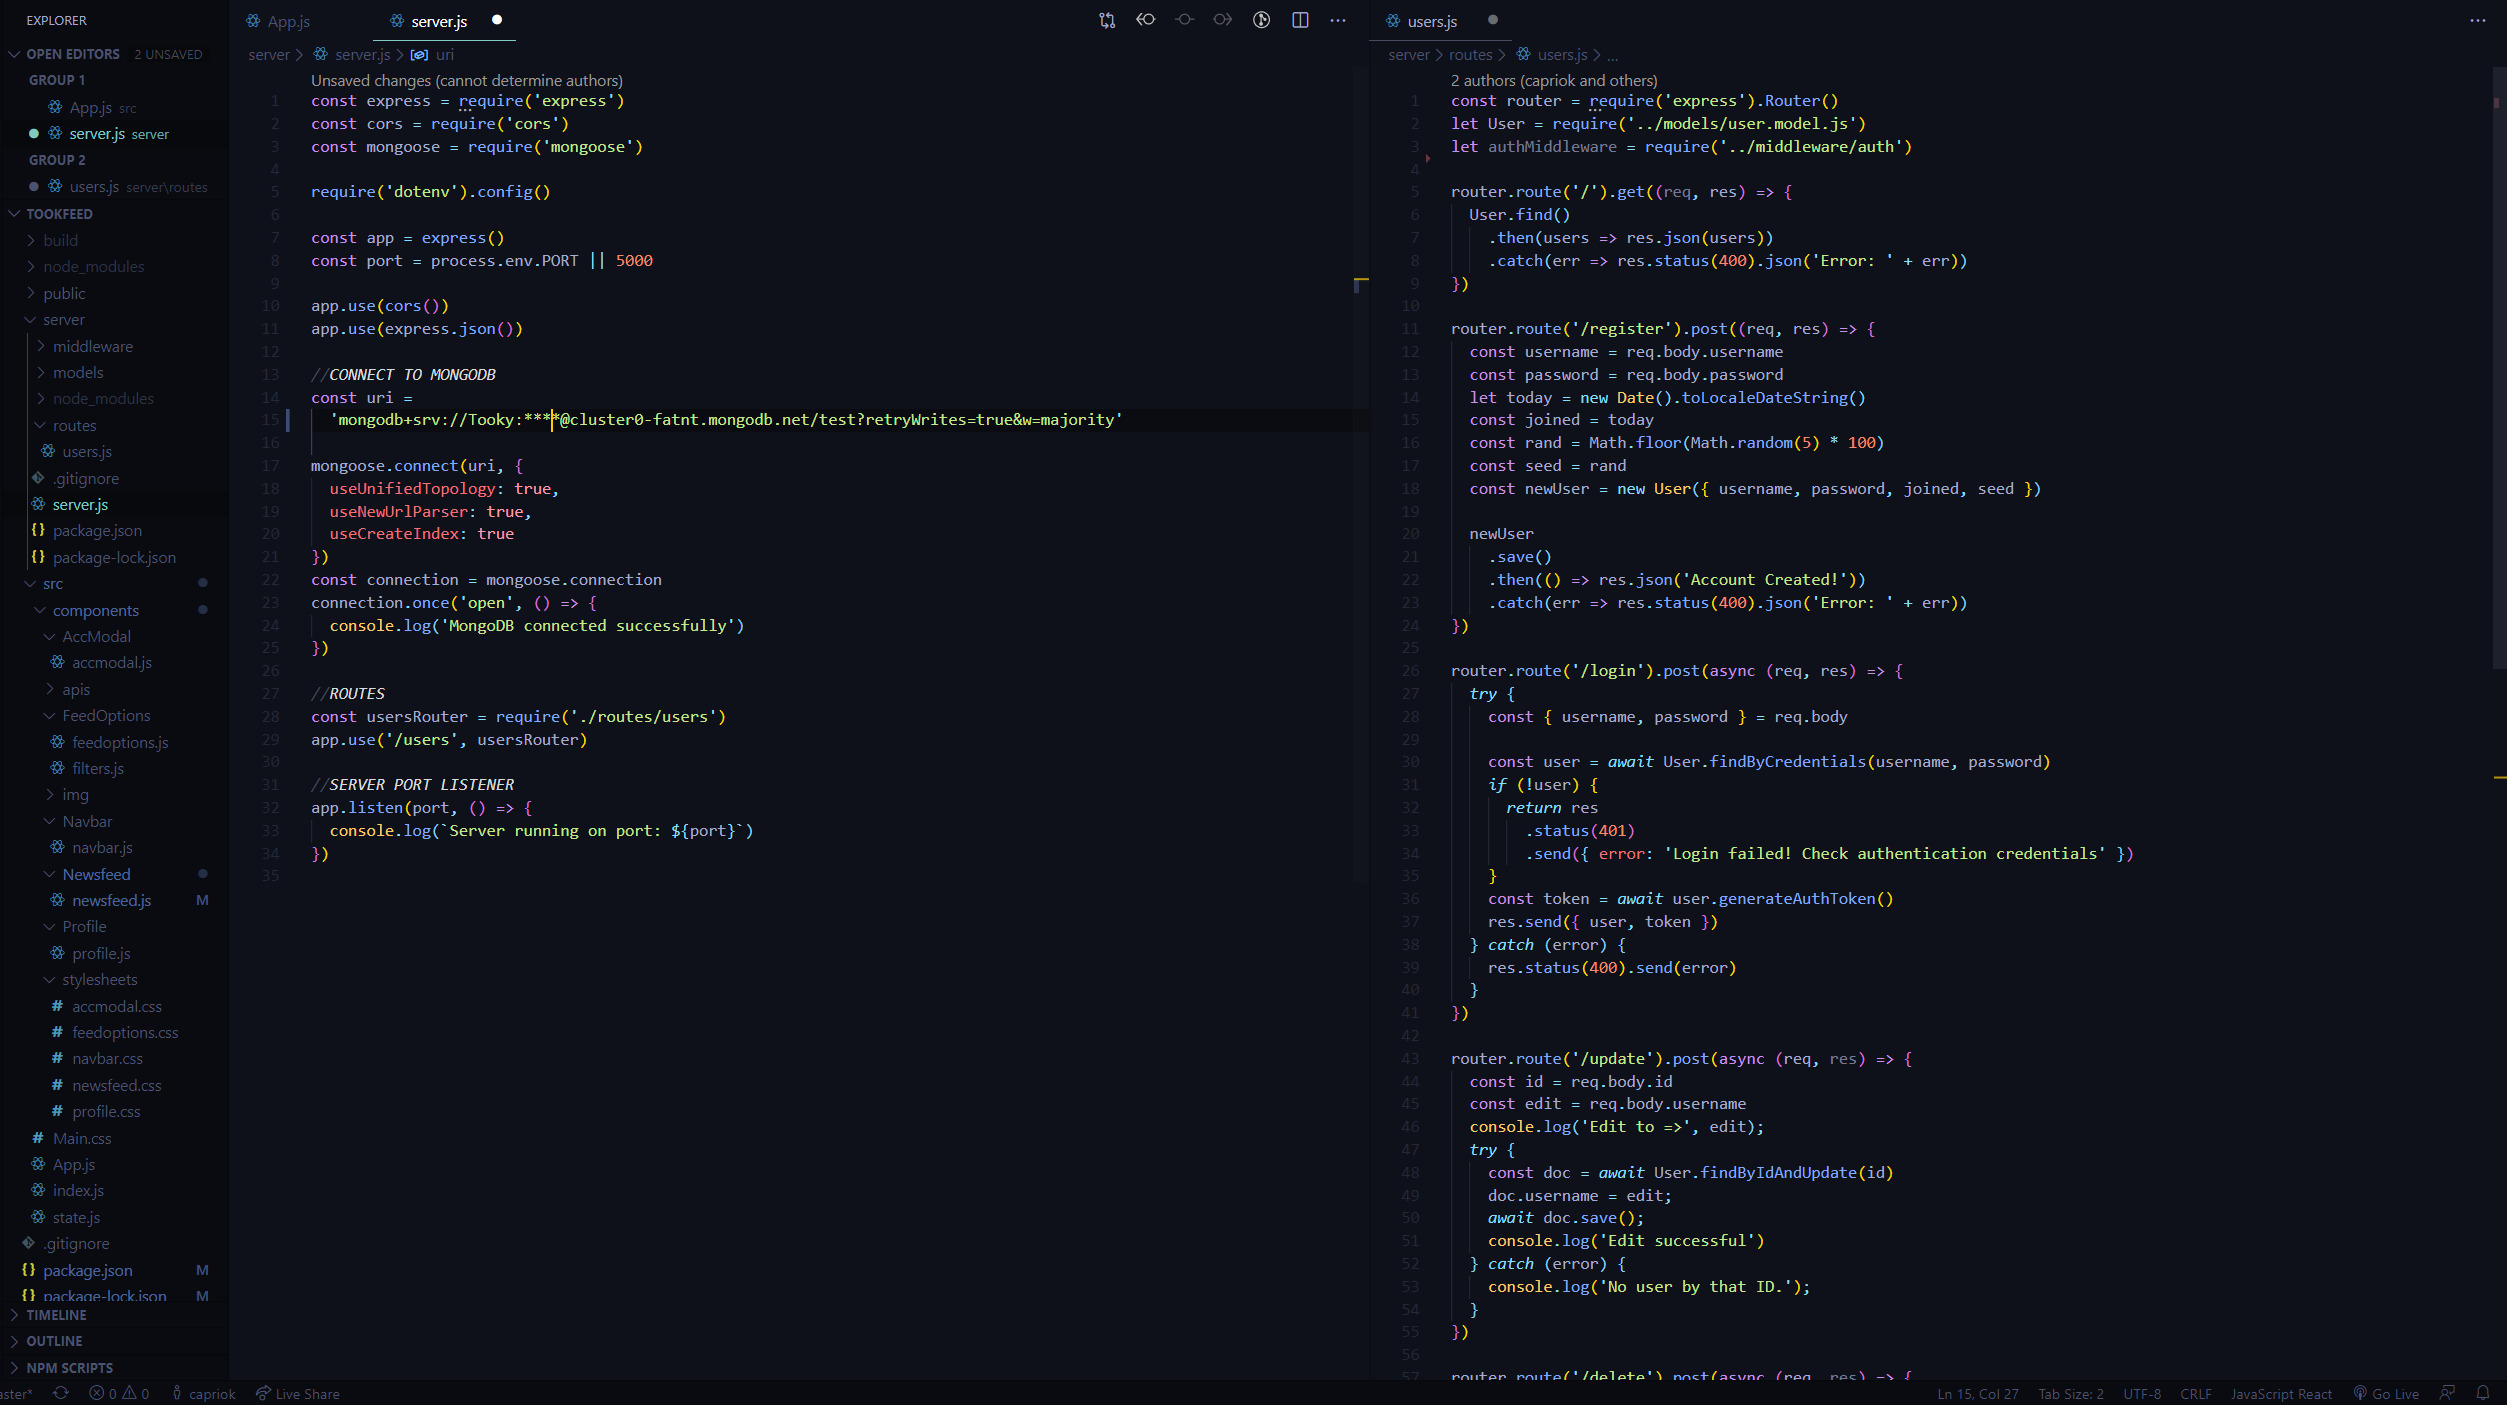 EXPLORER
OPEN EDITORS 2 UNSAVED
GROUP 1
App.js src
server.js server
GROUP 2
users.js server\routes
TOOKFEED
build
node_modules
public
server
middleware
models
node_modules
routes
users.js
.gitignore
server.js
package.json
package-lock.json
src
components
AccModal
accmodal.js
apis
FeedOptions
feedoptions.js
filters.js
img
Navbar
navbar.js
Newsfeed
newsfeed.js M
Profile
profile.js
stylesheets
accmodal.css
feedoptions.css
navbar.css
newsfeed.css
profile.css
Main.css
App.js
index.js
state.js
.gitignore
package.json M
package-lock.json M
TIMELINE
OUTLINE
NPM SCRIPTS
App.js server.js
server > server.js > uri
Unsaved changes (cannot determine authors)
1 const express = require('express')
2 const cors = require('cors')
3 const mongoose = require('mongoose')
4
5 require('dotenv').config()
6
7 const app = express()
8 const port = process.env.PORT || 5000
9
10 app.use(cors())
11 app.use(express.json())
12
13 //CONNECT TO MONGODB
14 const uri =
15 'mongodb+srv://Tooky:****@cluster0-fatnt.mongodb.net/test?retryWrites=true&w=majority'
16
17 mongoose.connect(uri, {
18 useUnifiedTopology: true,
19 useNewUrlParser: true,
20 useCreateIndex: true
21 })
22 const connection = mongoose.connection
23 connection.once('open', () => {
24 console.log('MongoDB connected successfully')
25 })
26
27 //ROUTES
28 const usersRouter = require('./routes/users')
29 app.use('/users', usersRouter)
30
31 //SERVER PORT LISTENER
32 app.listen(port, () => {
33 console.log(`Server running on port: ${port}`)
34 })
35
users.js
server > routes > users.js > ...
2 authors (capriok and others)
1 const router = require('express').Router()
2 let User = require('../models/user.model.js')
3 let authMiddleware = require('../middleware/auth')
4
5 router.route('/').get((req, res) => {
6 User.find()
7 .then(users => res.json(users))
8 .catch(err => res.status(400).json('Error: ' + err))
9 })
10
11 router.route('/register').post((req, res) => {
12 const username = req.body.username
13 const password = req.body.password
14 let today = new Date().toLocaleDateString()
15 const joined = today
16 const rand = Math.floor(Math.random(5) * 100)
17 const seed = rand
18 const newUser = new User({ username, password, joined, seed })
19
20 newUser
21 .save()
22 .then(() => res.json('Account Created!'))
23 .catch(err => res.status(400).json('Error: ' + err))
24 })
25
26 router.route('/login').post(async (req, res) => {
27 try {
28 const { username, password } = req.body
29
30 const user = await User.findByCredentials(username, password)
31 if (!user) {
32 return res
33 .status(401)
34 .send({ error: 'Login failed! Check authentication credentials' })
35 }
36 const token = await user.generateAuthToken()
37 res.send({ user, token })
38 } catch (error) {
39 res.status(400).send(error)
40 }
41 })
42
43 router.route('/update').post(async (req, res) => {
44 const id = req.body.id
45 const edit = req.body.username
46 console.log('Edit to =>', edit);
47 try {
48 const doc = await User.findByIdAndUpdate(id)
49 doc.username = edit;
50 await doc.save();
51 console.log('Edit successful')
52 } catch (error) {
53 console.log('No user by that ID.');
54 }
55 })
56
57 router.route('/delete').post(async (req, res) => {
aster* 0 0 capriok Live Share Ln 15, Col 27 Tab Size: 2 UTF-8 CRLF JavaScript React Go Live